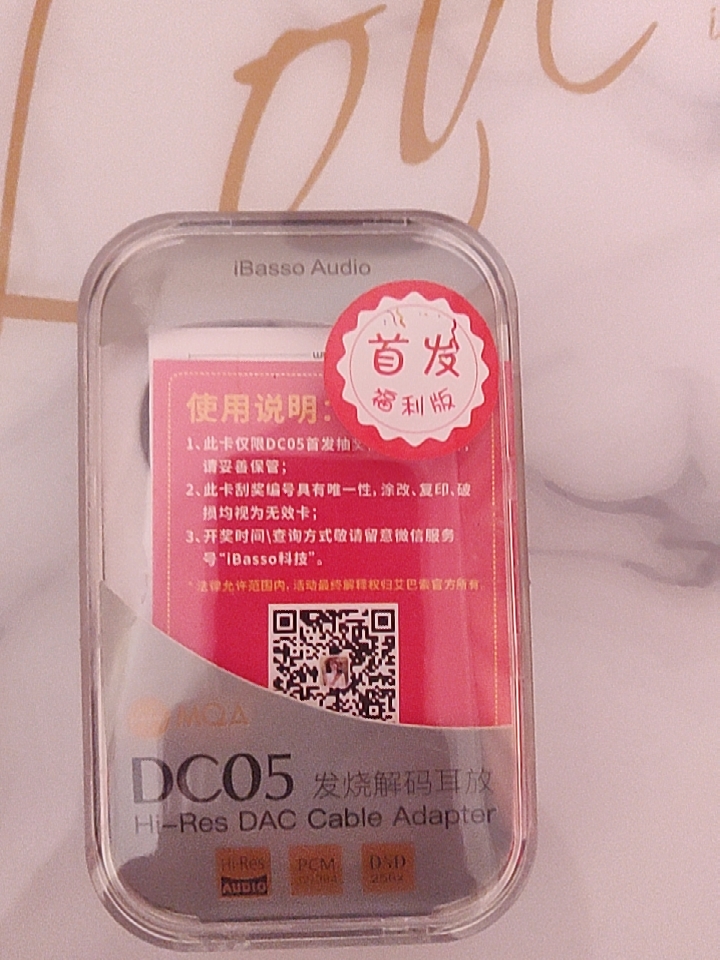 iBasso Audio
首发
福利版
使用说明:
1、此卡仅限DC05首发抽奖
请妥善保管；
2、此卡刮奖编号具有唯一性,涂改、复印、破
损均视为无效卡；
3、开奖时间\查询方式敬请留意微信服务
号“iBasso科技”。
*法律允许范围内,活动最终解释权归艾巴索官方所有
MQA
DC05 发烧解码耳放
Hi-Res DAC Cable Adapter
Hi-Res PCM DSD
AUDIO 256x